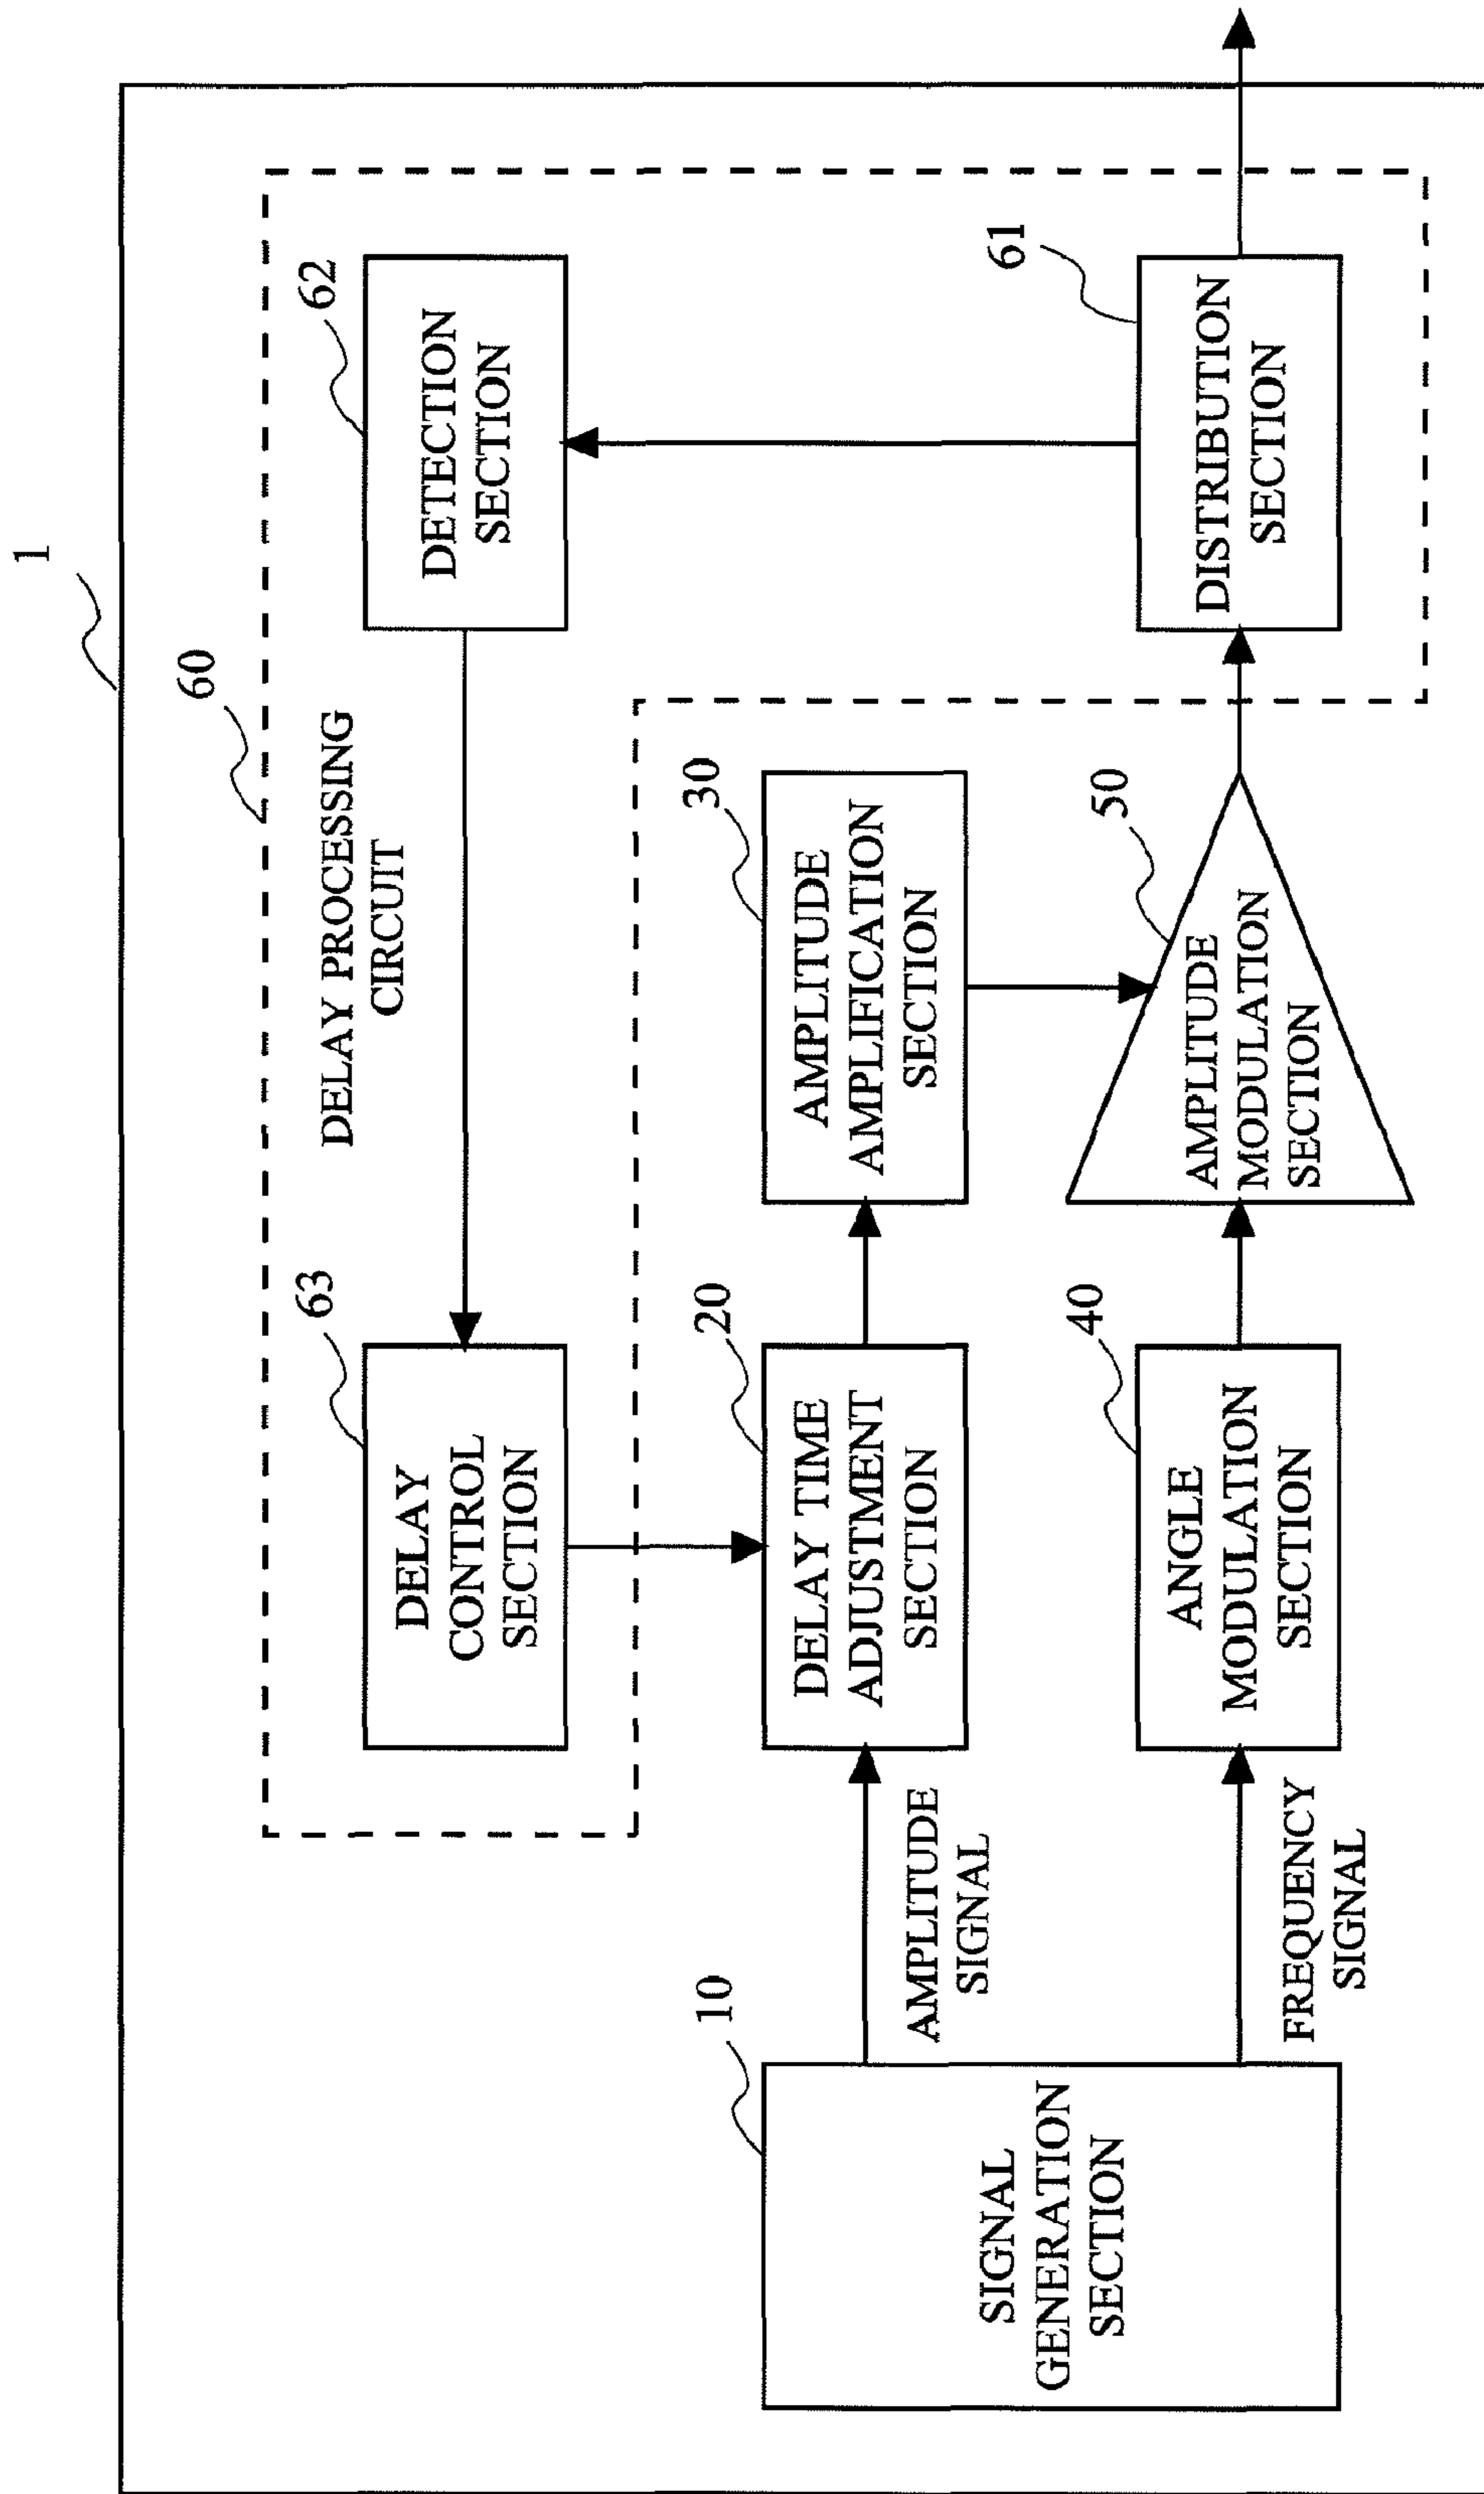 1
60
DELAY PROCESSING
CIRCUIT
63
DELAY
CONTROL
SECTION
62
DETECTION
SECTION
10
SIGNAL
GENERATION
SECTION
AMPLITUDE
SIGNAL
20
DELAY TIME
ADJUSTMENT
SECTION
30
AMPLITUDE
AMPLIFICATION
SECTION
FREQUENCY
SIGNAL
40
ANGLE
MODULATION
SECTION
50
AMPLITUDE
MODULATION
SECTION
61
DISTRIBUTION
SECTION